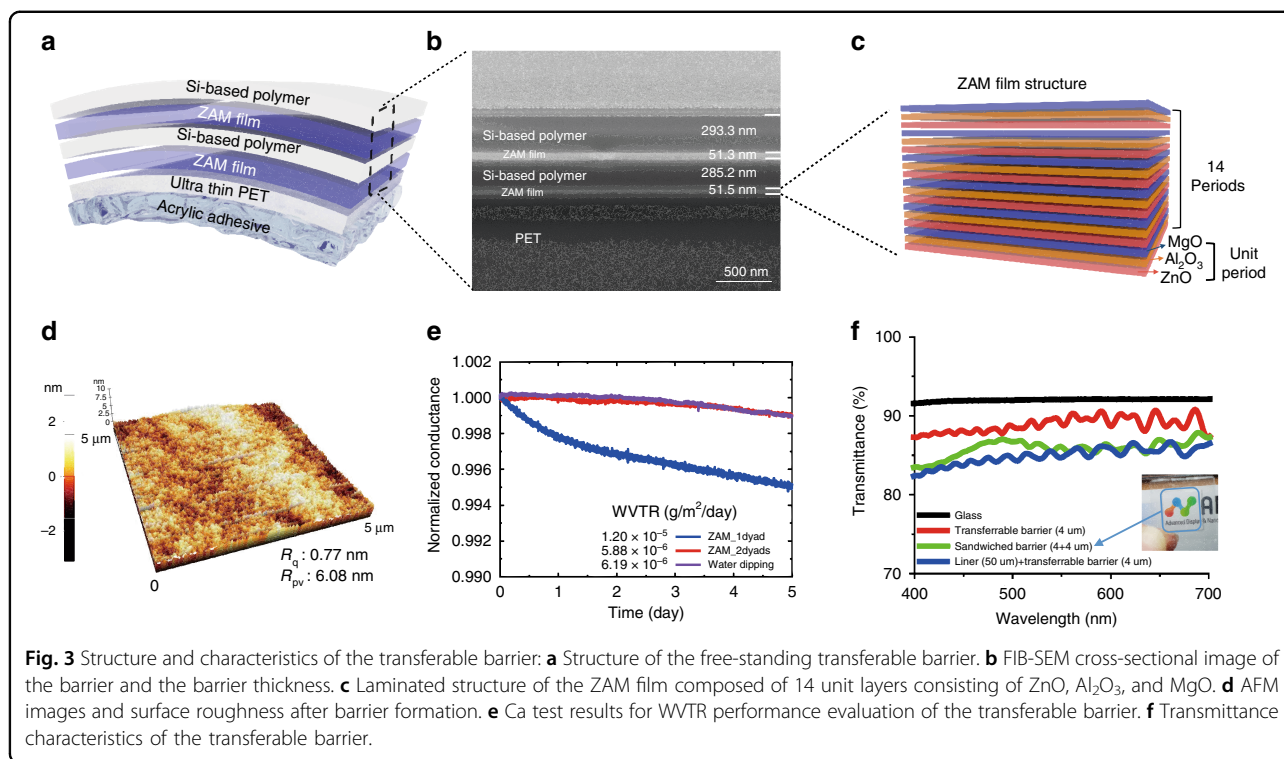 a
Si-based polymer
ZAM film
Si-based polymer
ZAM film
Ultra thin PET
Acrylic adhesive
b
Si-based polymer 293.3 nm
ZAM film 51.3 nm
Si-based polymer 285.2 nm
ZAM film 51.5 nm
PET
500 nm
c
ZAM film structure
14
Periods
MgO
Al₂O₃
ZnO
Unit
period
d
nm
2
0
−2
nm
10
7.5
5
2.5
0
5 μm
5 μm
0
Rq : 0.77 nm
Rpv : 6.08 nm
e
Normalized conductance
1.002
1.000
0.998
0.996
0.994
0.992
0.990
WVTR (g/m²/day)
1.20 × 10⁻⁵ ZAM_1dyad
5.88 × 10⁻⁶ ZAM_2dyads
6.19 × 10⁻⁶ Water dipping
0 1 2 3 4 5
Time (day)
f
Transmittance (%)
100
90
80
70
Glass
Transferrable barrier (4 um)
Sandwiched barrier (4+4 um)
Liner (50 um)+transferrable barrier (4 um)
Advanced Display & Nano
400 500 600 700
Wavelength (nm)
Fig. 3 Structure and characteristics of the transferable barrier: a Structure of the free-standing transferable barrier. b FIB-SEM cross-sectional image of
the barrier and the barrier thickness. c Laminated structure of the ZAM film composed of 14 unit layers consisting of ZnO, Al₂O₃, and MgO. d AFM
images and surface roughness after barrier formation. e Ca test results for WVTR performance evaluation of the transferable barrier. f Transmittance
characteristics of the transferable barrier.